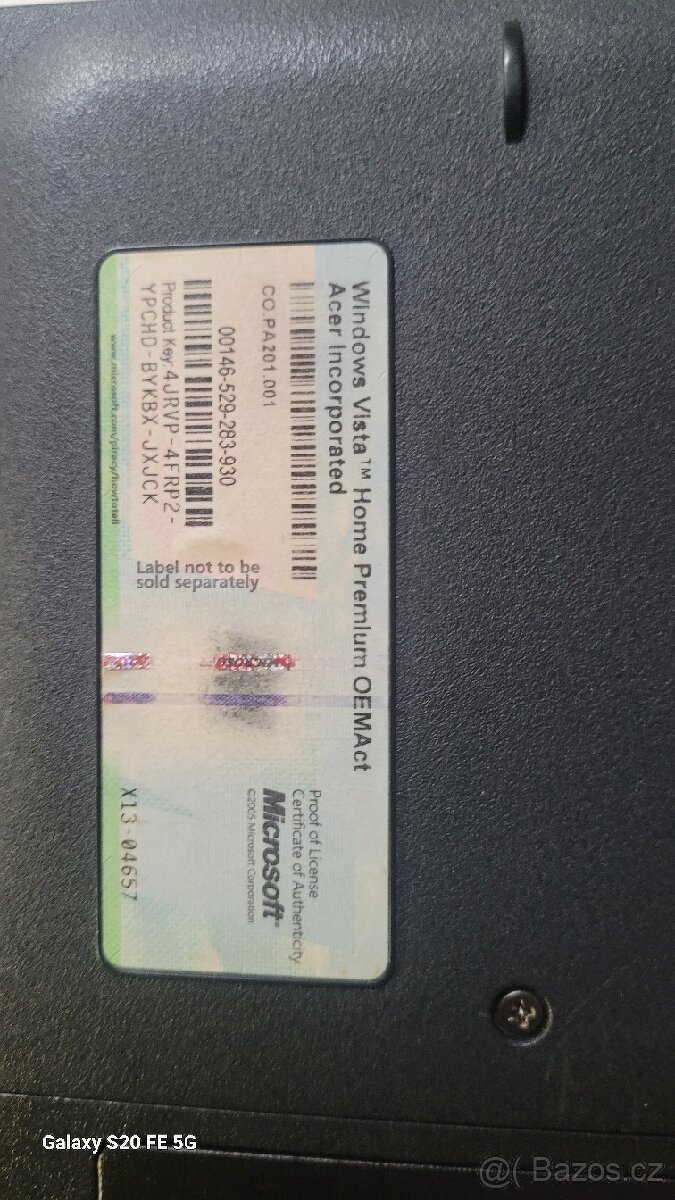 Windows Vista™ Home Premium OEMAct
Acer Incorporated
CO.PA201.001
00146-529-283-930
Product Key: 4JRVP-4FRP2-
YPCHD-BYKBX-JXJCK
www.microsoft.com/piracy/howtotell
Label not to be
sold separately
Proof of License
Certificate of Authenticity
Microsoft®
©2005 Microsoft Corporation
X13-04657
Galaxy S20 FE 5G
@( Bazos.cz